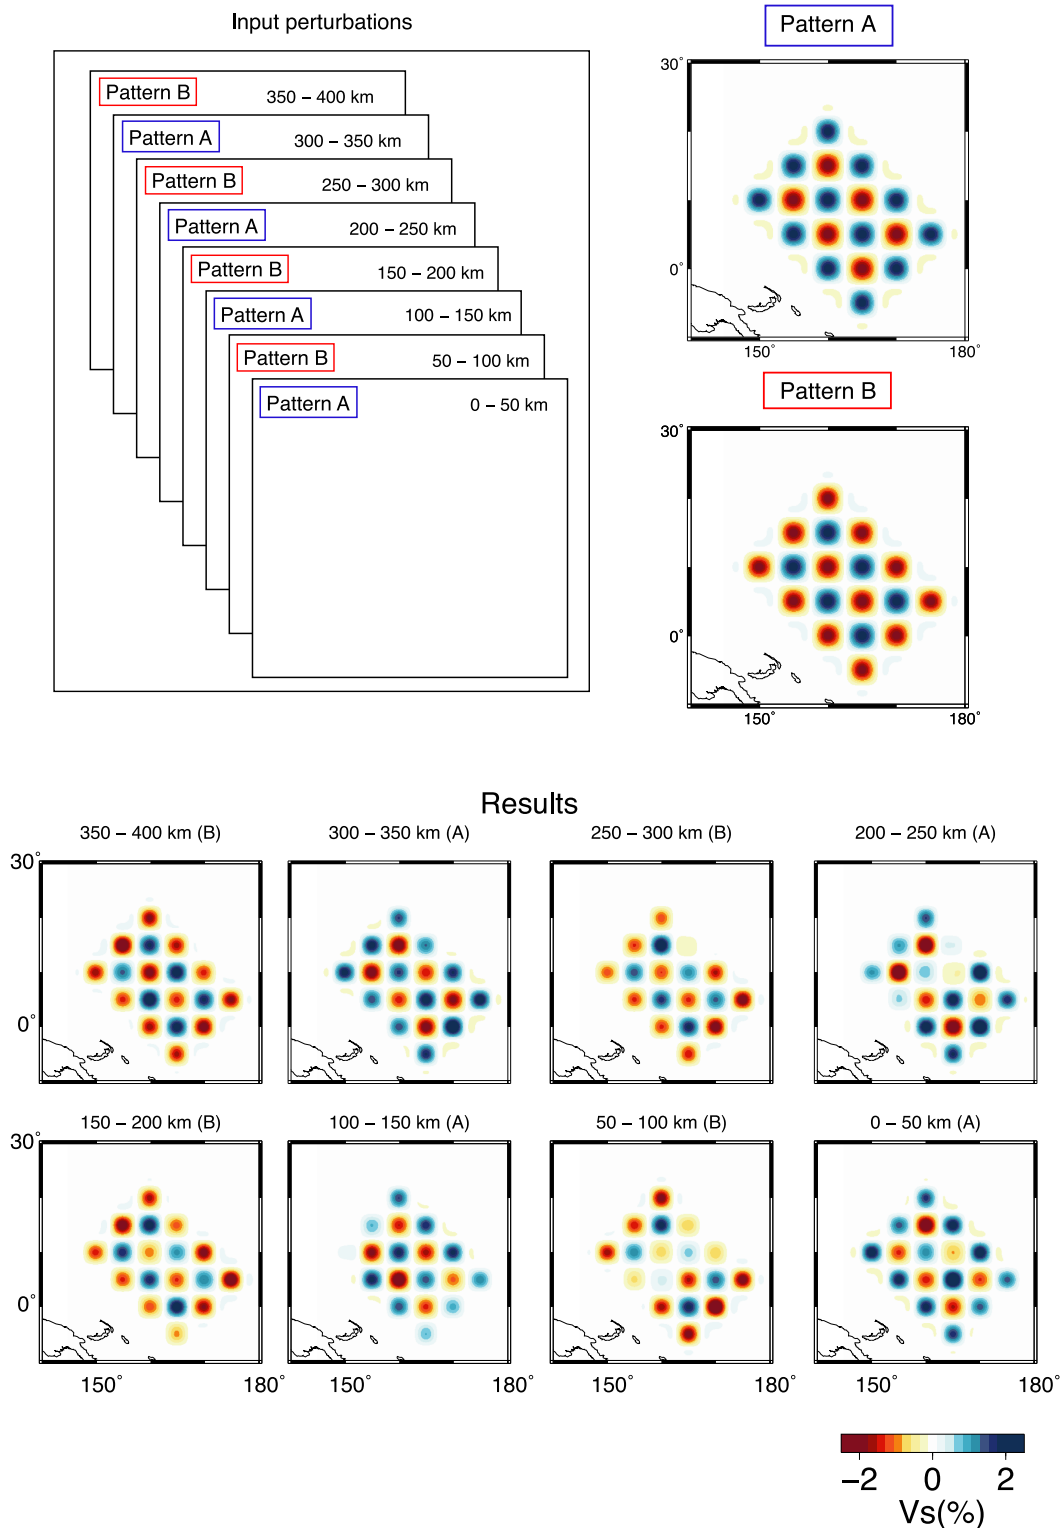 Input perturbations
Pattern B 350 – 400 km
Pattern A 300 – 350 km
Pattern B 250 – 300 km
Pattern A 200 – 250 km
Pattern B 150 – 200 km
Pattern A 100 – 150 km
Pattern B 50 – 100 km
Pattern A 0 – 50 km
Pattern A
30°
0°
150° 180°
Pattern B
30°
0°
150° 180°
Results
350 – 400 km (B) 300 – 350 km (A) 250 – 300 km (B) 200 – 250 km (A)
30°
0°
150 – 200 km (B) 100 – 150 km (A) 50 – 100 km (B) 0 – 50 km (A)
30°
0°
150° 180° 150° 180° 150° 180° 150° 180°
−2 0 2
Vs(%)